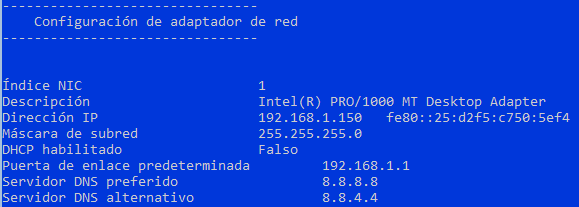 --------------------------------
Configuración de adaptador de red
--------------------------------
Índice NIC 1
Descripción Intel(R) PRO/1000 MT Desktop Adapter
Dirección IP 192.168.1.150 fe80::25:d2f5:c750:5ef4
Máscara de subred 255.255.255.0
DHCP habilitado Falso
Puerta de enlace predeterminada 192.168.1.1
Servidor DNS preferido 8.8.8.8
Servidor DNS alternativo 8.8.4.4